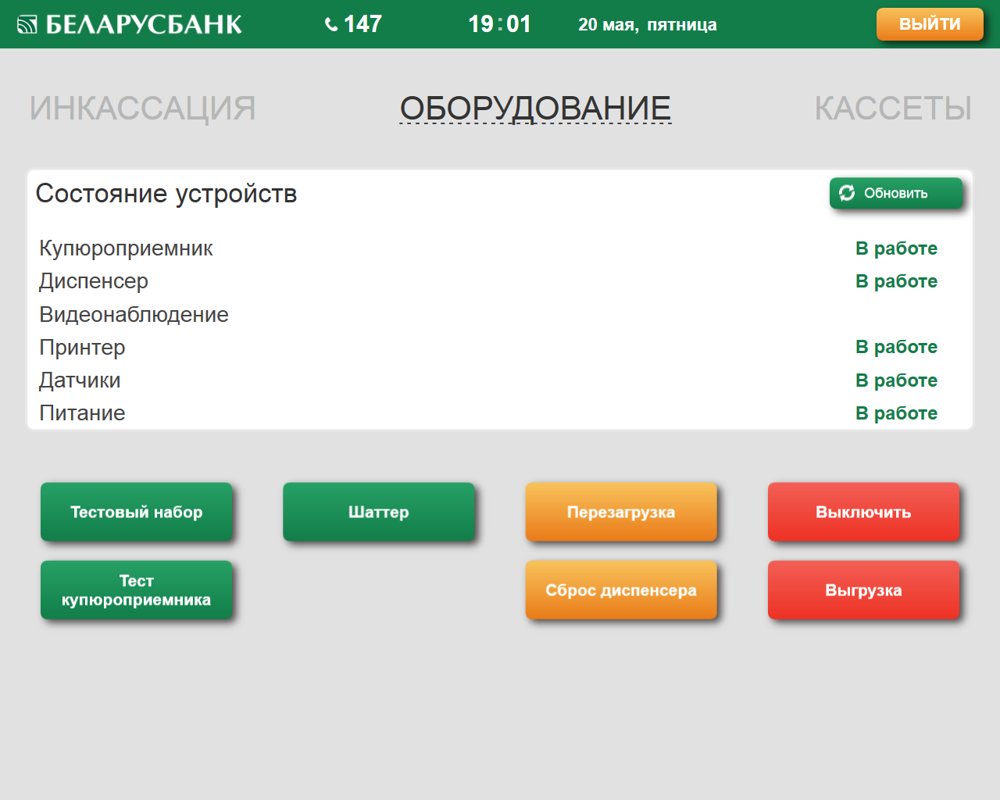 БЕЛАРУСБАНК 147 19:01 20 мая, пятница ВЫЙТИ
ИНКАССАЦИЯ ОБОРУДОВАНИЕ КАССЕТЫ
Состояние устройств Обновить
Купюроприемник В работе
Диспенсер В работе
Видеонаблюдение
Принтер В работе
Датчики В работе
Питание В работе
Тестовый набор Шаттер Перезагрузка Выключить
Тест
купюроприемника Сброс диспенсера Выгрузка